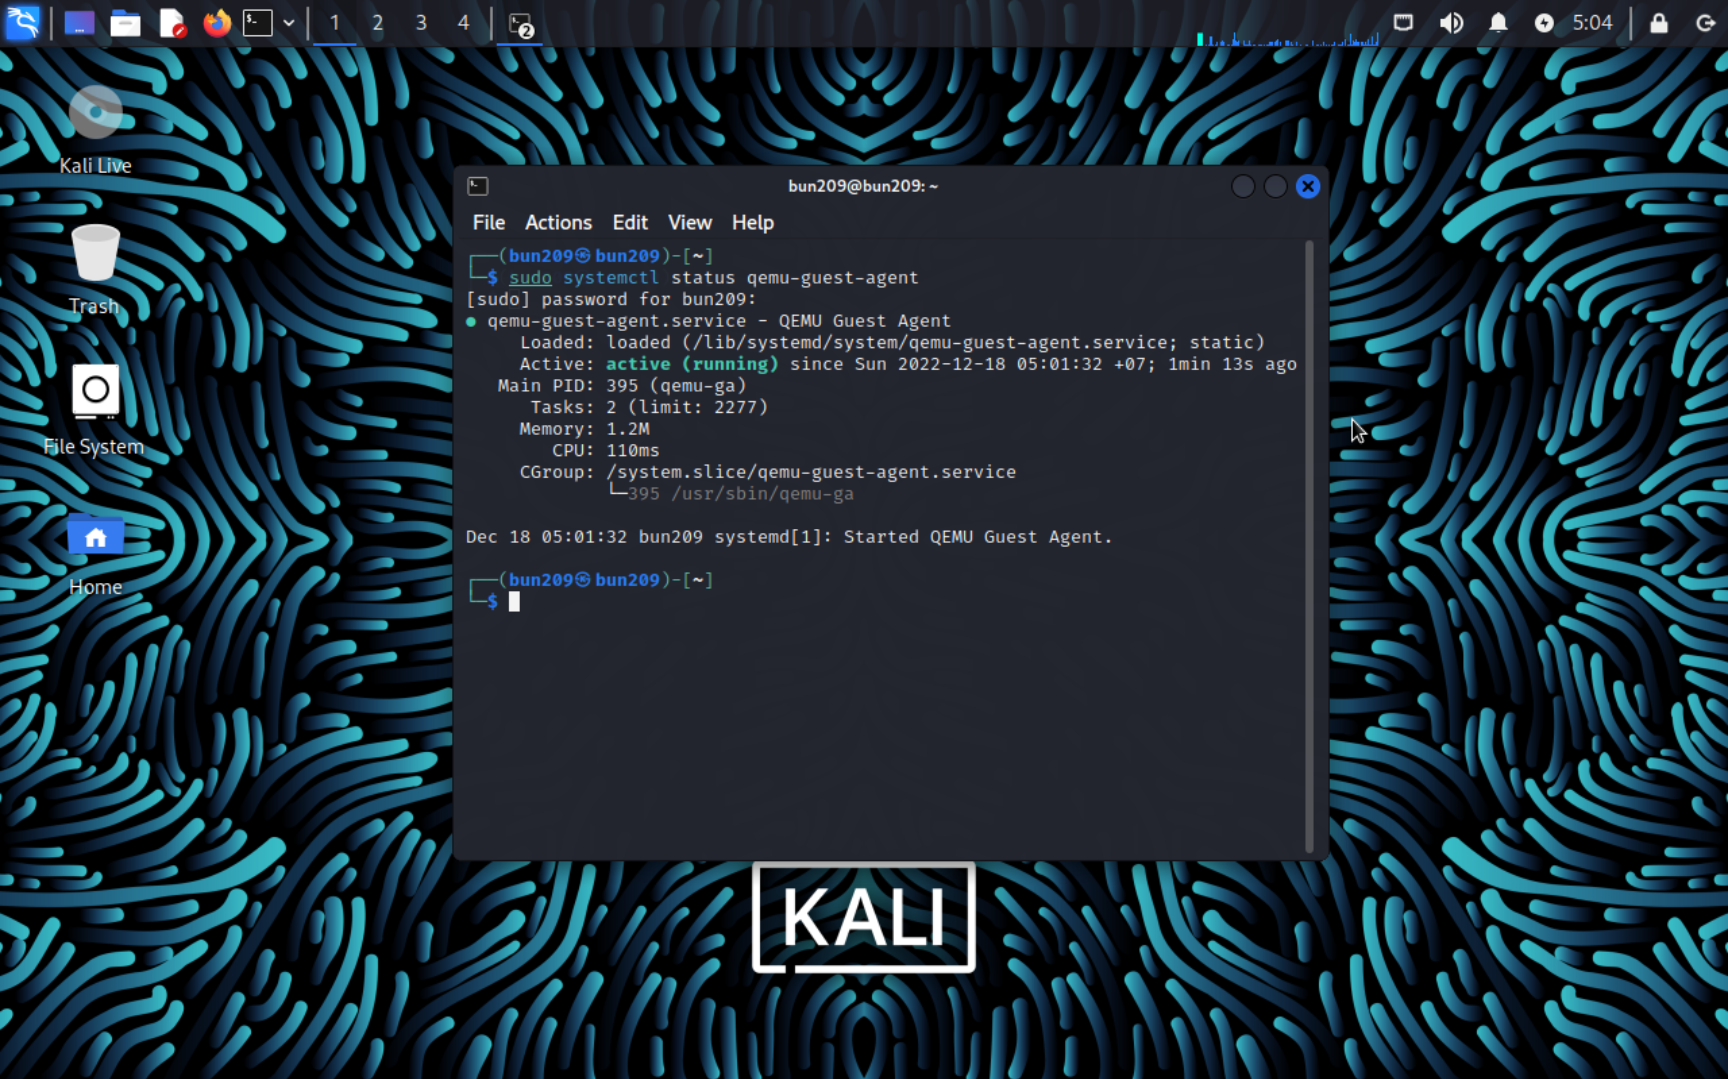 1 2 3 4 2 5:04
Kali Live
Trash
File System
Home
bun209@bun209: ~
File Actions Edit View Help
┌──(bun209㉿bun209)-[~]
└─$ sudo systemctl status qemu-guest-agent
[sudo] password for bun209:
● qemu-guest-agent.service - QEMU Guest Agent
Loaded: loaded (/lib/systemd/system/qemu-guest-agent.service; static)
Active: active (running) since Sun 2022-12-18 05:01:32 +07; 1min 13s ago
Main PID: 395 (qemu-ga)
Tasks: 2 (limit: 2277)
Memory: 1.2M
CPU: 110ms
CGroup: /system.slice/qemu-guest-agent.service
└─395 /usr/sbin/qemu-ga
Dec 18 05:01:32 bun209 systemd[1]: Started QEMU Guest Agent.
┌──(bun209㉿bun209)-[~]
└─$
KALI